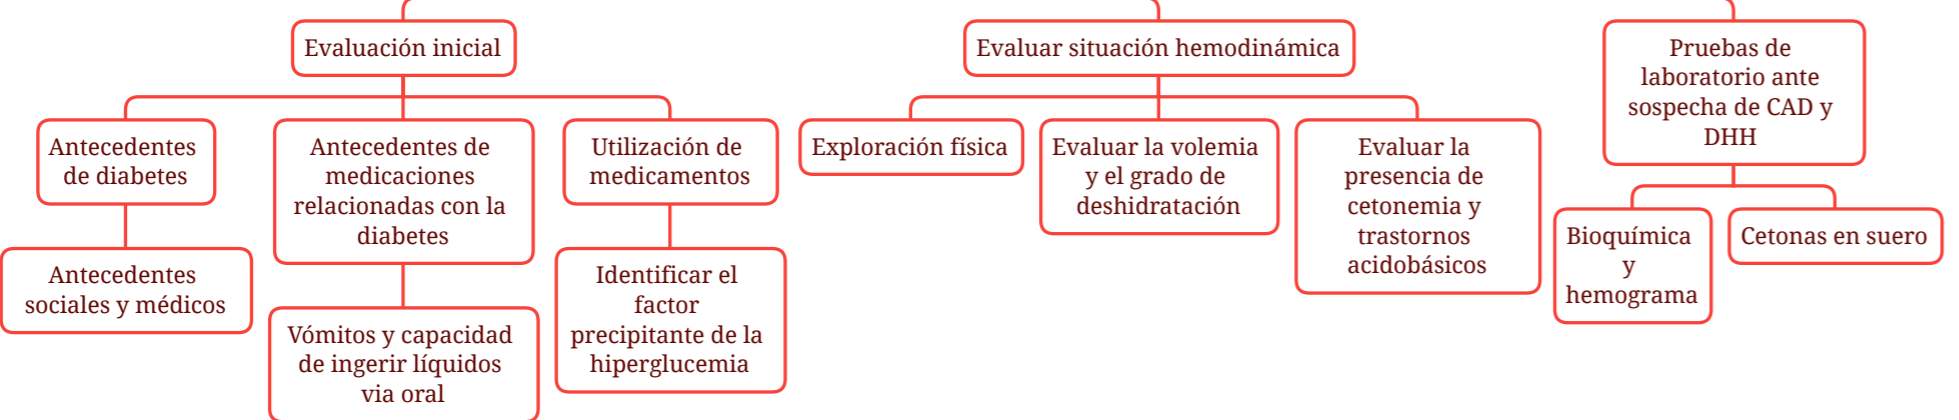 Evaluación inicial
Evaluar situación hemodinámica
Pruebas de
laboratorio ante
sospecha de CAD y
DHH
Antecedentes
de diabetes
Antecedentes de
medicaciones
relacionadas con la
diabetes
Utilización de
medicamentos
Exploración física
Evaluar la volemia
y el grado de
deshidratación
Evaluar la
presencia de
cetonemia y
trastornos
acidobásicos
Bioquímica
y
hemograma
Cetonas en suero
Antecedentes
sociales y médicos
Vómitos y capacidad
de ingerir líquidos
via oral
Identificar el
factor
precipitante de la
hiperglucemia